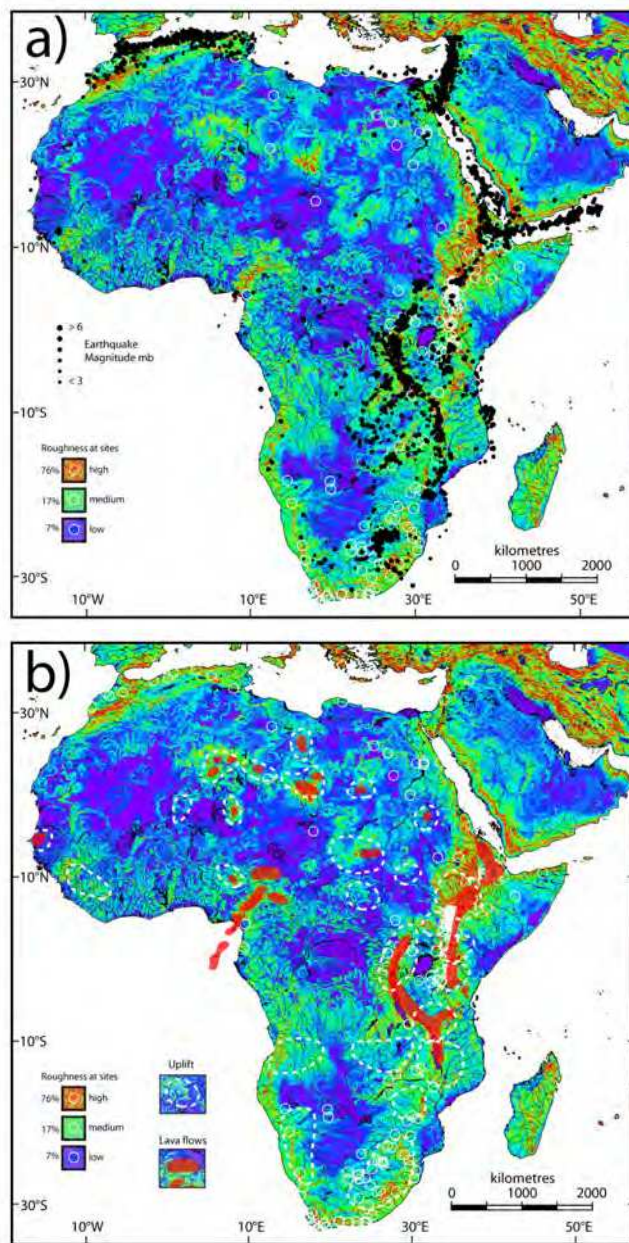 a)
30°N
10°N
> 6
Earthquake
Magnitude mb
< 3
10°S
Roughness at sites
76% high
17% medium
7% low
kilometres
0 1000 2000
30°S
10°W 10°E 30°E 50°E
b)
30°N
10°N
10°S
Uplift
Roughness at sites
76% high
17% medium
7% low
Lava flows
kilometres
0 1000 2000
30°S
10°W 10°E 30°E 50°E